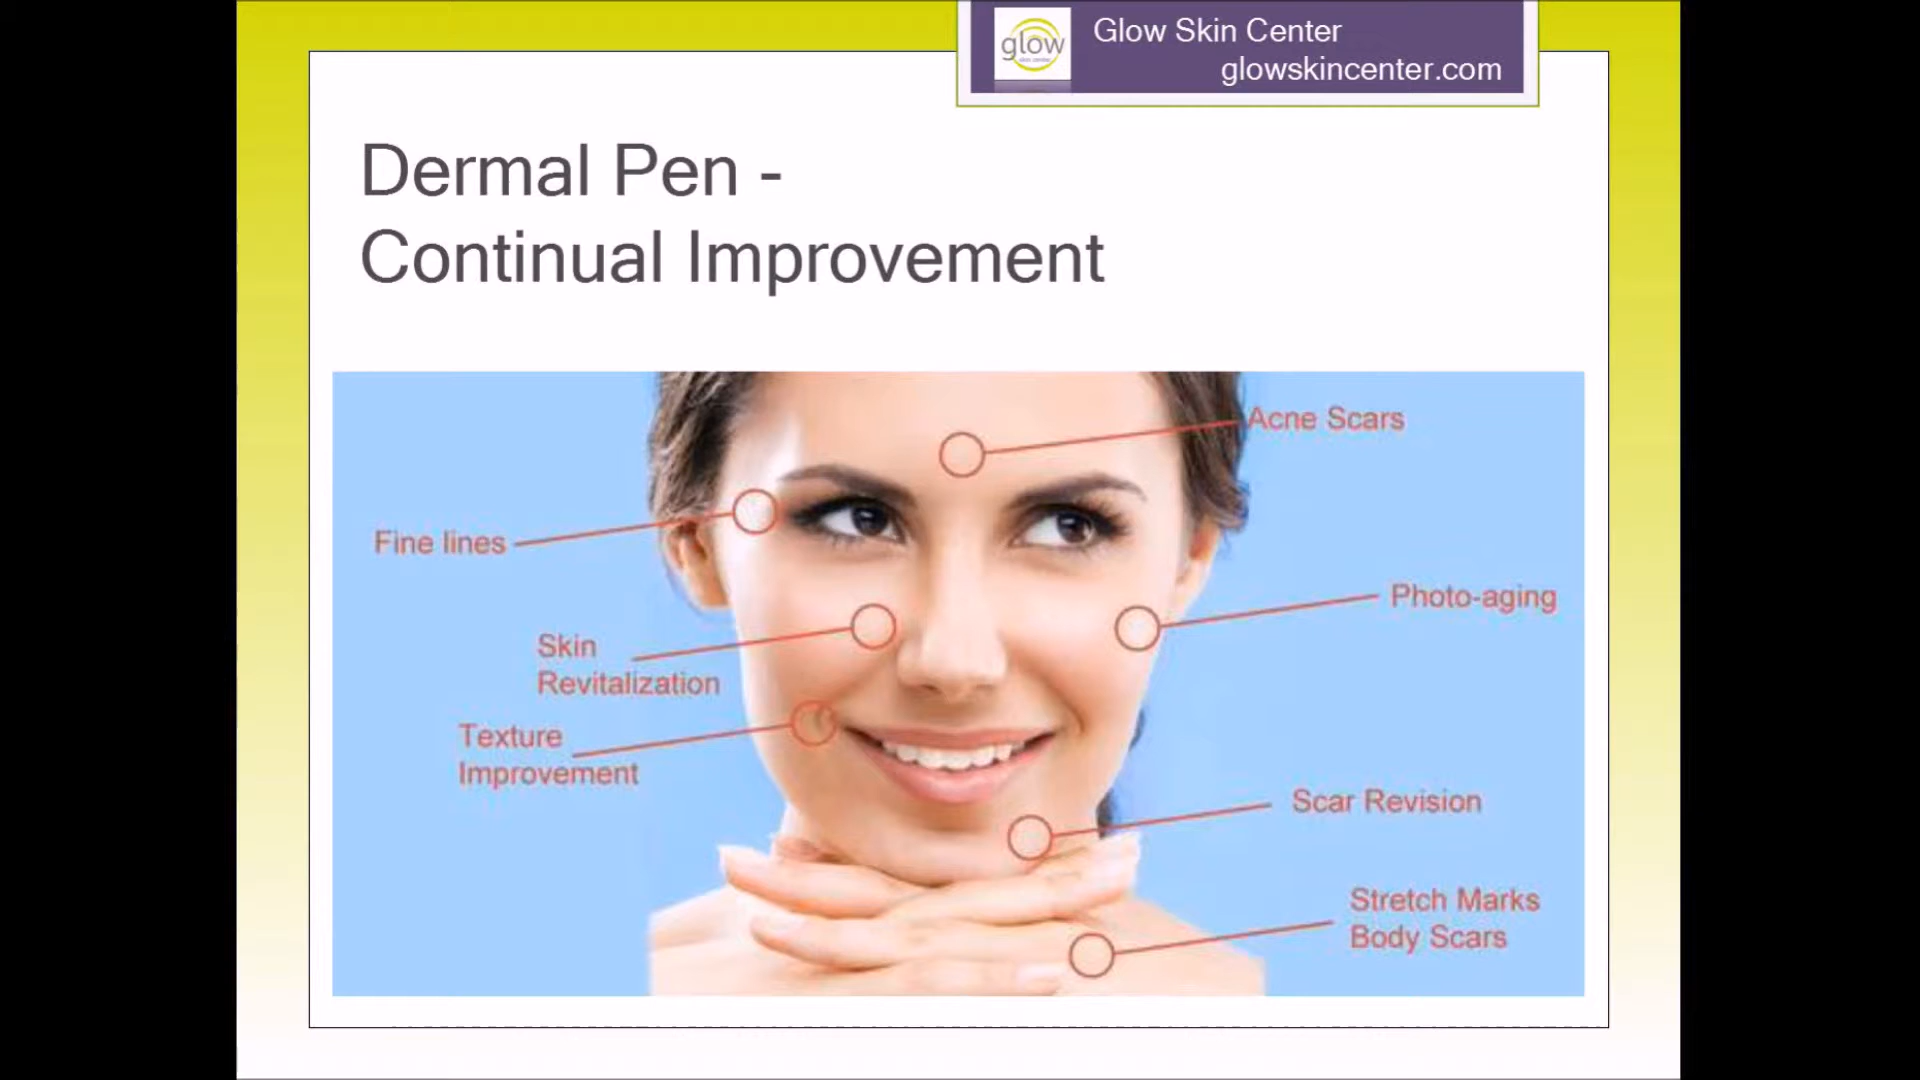 glow
Glow Skin Center
glowskincenter.com
Dermal Pen -
Continual Improvement
Acne Scars
Fine lines
Photo-aging
Skin
Revitalization
Texture
Improvement
Scar Revision
Stretch Marks
Body Scars